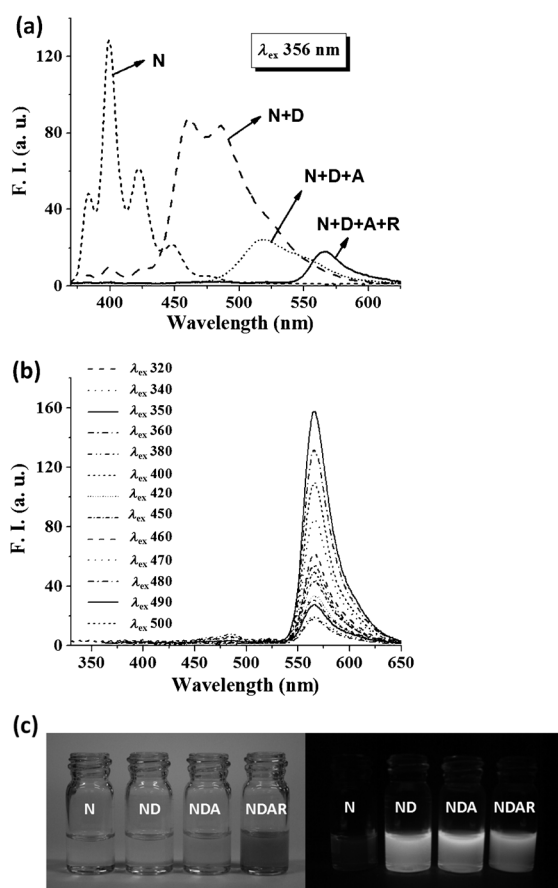 (a)
λex 356 nm
N
N+D
N+D+A
N+D+A+R
F. I. (a. u.)
120
80
40
0
400 450 500 550 600
Wavelength (nm)
(b)
λex 320
λex 340
λex 350
λex 360
λex 380
λex 400
λex 420
λex 450
λex 460
λex 470
λex 480
λex 490
λex 500
F. I. (a. u.)
160
120
80
40
0
350 400 450 500 550 600 650
Wavelength (nm)
(c)
N ND NDA NDAR N ND NDA NDAR